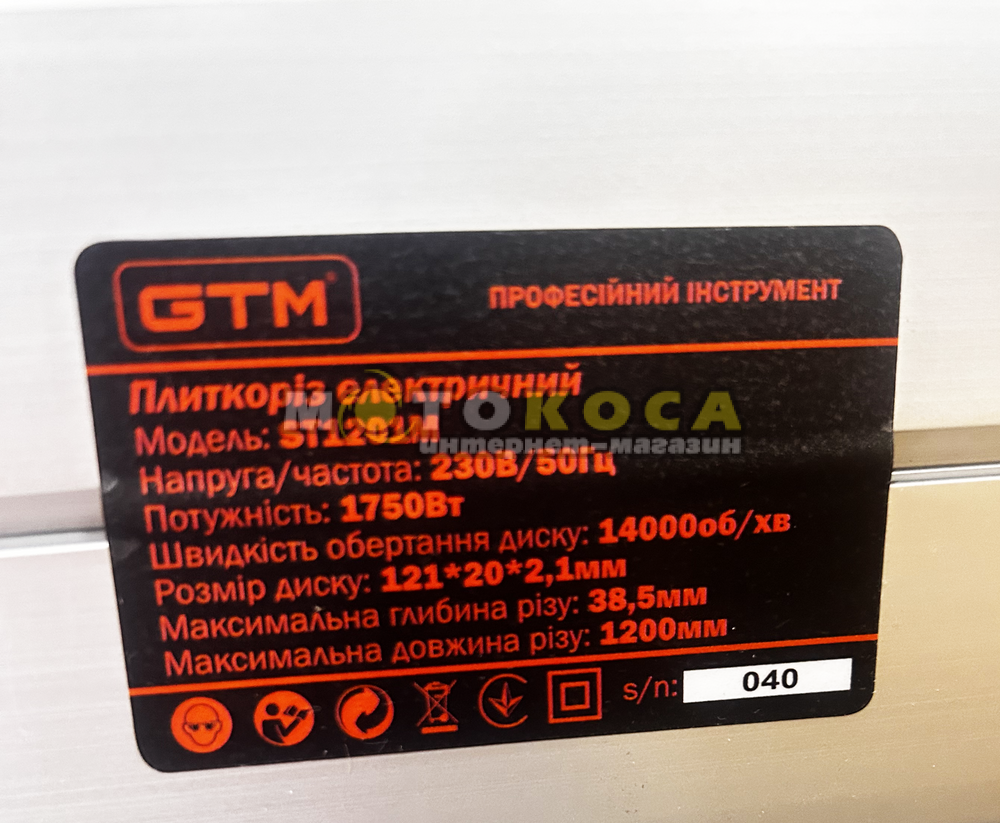 GTM®
ПРОФЕСІЙНИЙ ІНСТРУМЕНТ
Плиткоріз електричний
МОТОКОСА
Модель:
интернет-магазин
Напруга/частота: 230В/50Гц
Потужність: 1750Вт
Швидкість обертання диску: 14000об/хв
Розмір диску: 121*20*2,1мм
Максимальна глибина різу: 38,5мм
Максимальна довжина різу: 1200мм
s/n: 040